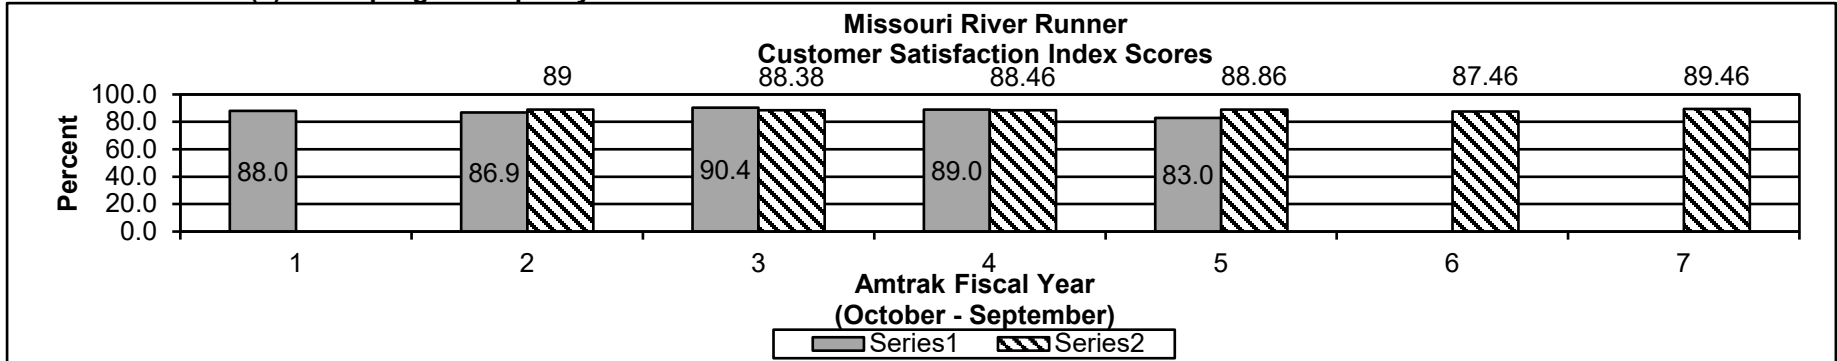 Missouri River Runner
Customer Satisfaction Index Scores
89 88.38 88.46 88.86 87.46 89.46
Percent
100.0
80.0
60.0
40.0
20.0
0.0
88.0 86.9 90.4 89.0 83.0
1 2 3 4 5 6 7
Amtrak Fiscal Year
(October - September)
Series1 Series2